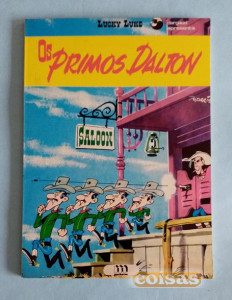 LUCKY LUKE
OS
PRIMOS DALTON
SALOON
coisas